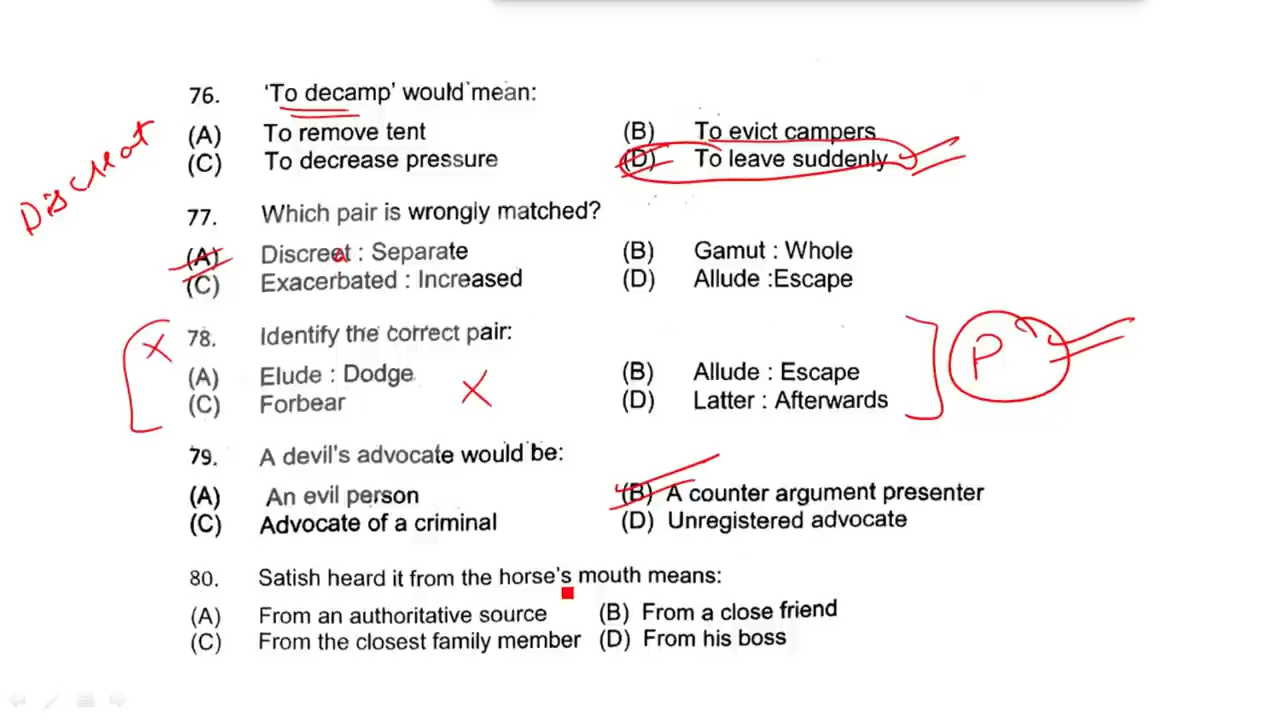 76. 'To decamp' would mean:
(A) To remove tent (B) To evict campers
(C) To decrease pressure (D) To leave suddenly
Discreat
77. Which pair is wrongly matched?
(A) Discreeat : Separate (B) Gamut : Whole
(C) Exacerbated : Increased (D) Allude :Escape
78. Identify the correct pair:
(A) Elude : Dodge (B) Allude : Escape
(C) Forbear (D) Latter : Afterwards
P
79. A devil's advocate would be:
(A) An evil person (B) A counter argument presenter
(C) Advocate of a criminal (D) Unregistered advocate
80. Satish heard it from the horse's mouth means:
(A) From an authoritative source (B) From a close friend
(C) From the closest family member (D) From his boss